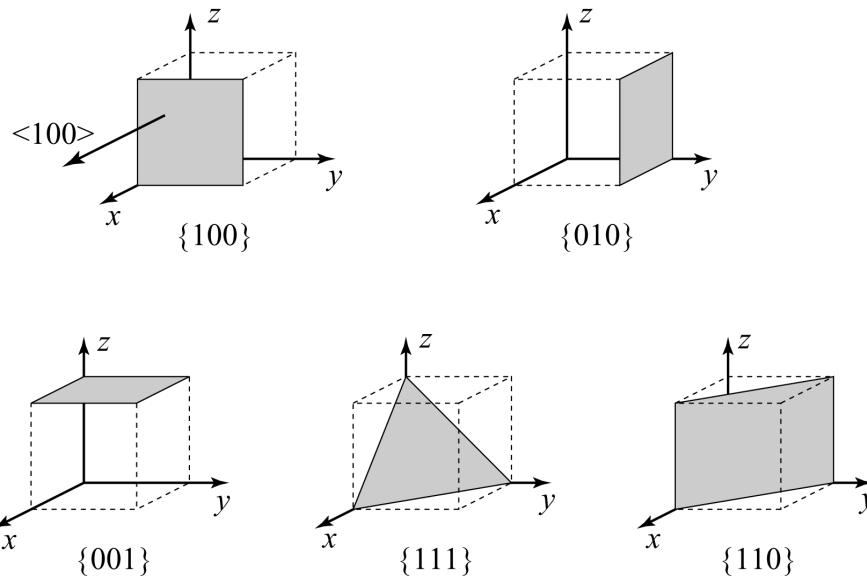 z
<100>
y
x
{100}
z
y
x
{010}
z
y
x
{001}
z
y
x
{111}
z
y
x
{110}